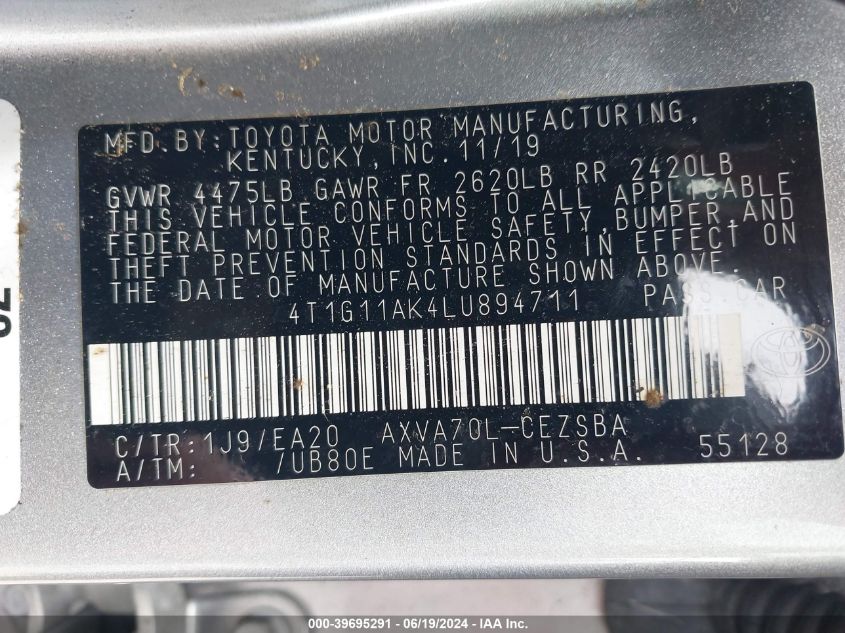 MFD BY:TOYOTA MOTOR MANUFACTURING,
KENTUCKY,INC. 11/19
GVWR 4475LB GAWR FR 2620LB RR 2420LB
THIS VEHICLE CONFORMS TO ALL APPLICABLE
FEDERAL MOTOR VEHICLE SAFETY,BUMPER,AND
THEFT PREVENTION STANDARDS IN EFFECT ON
THE DATE OF MANUFACTURE SHOWN ABOVE.
4T1G11AK4LU894711 PASS.CAR
C/TR:1J9/EA20 AXVA70L-CEZSBA
A/TM: /UB80E MADE IN U.S.A. 55128
000-39695291 - 06/19/2024 - IAA Inc.